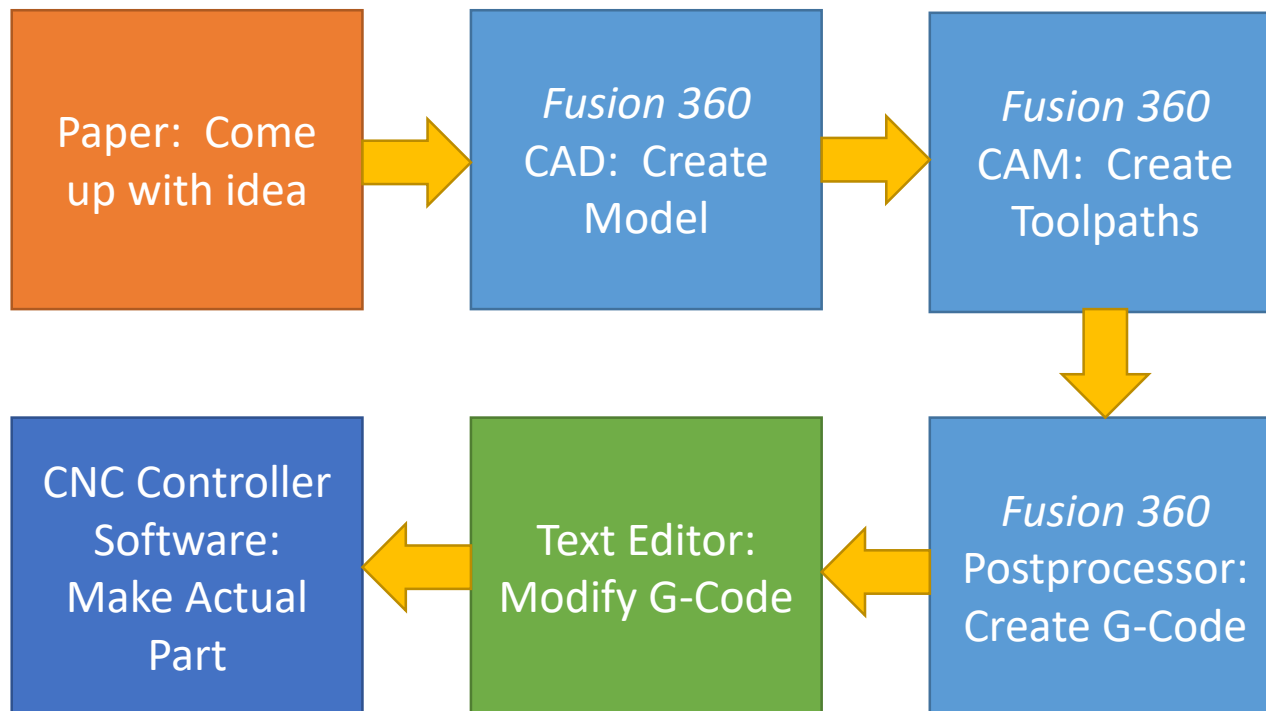 Paper:  Come
up with idea
Fusion 360
CAD:  Create
Model
Fusion 360
CAM:  Create
Toolpaths
Fusion 360
Postprocessor:
Create G-Code
Text Editor:
Modify G-Code
CNC Controller
Software:
Make Actual
Part